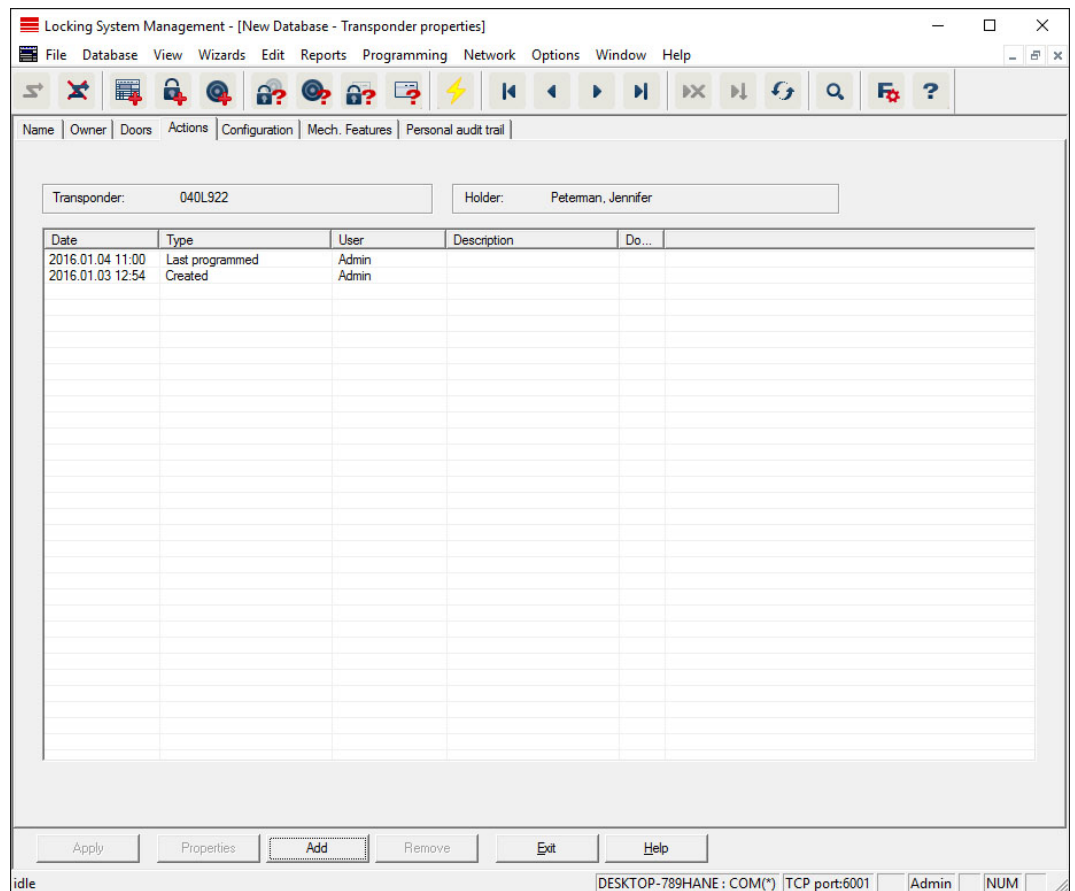 Locking System Management - [New Database - Transponder properties]
File Database View Wizards Edit Reports Programming Network Options Window Help
Name Owner Doors Actions Configuration Mech. Features Personal audit trail
Transponder: 040L922 Holder: Peterman, Jennifer
Date Type User Description Do...
2016.01.04 11:00 Last programmed Admin
2016.01.03 12:54 Created Admin
Apply Properties Add Remove Exit Help
idle DESKTOP-789HANE : COM(*) TCP port:6001 Admin NUM